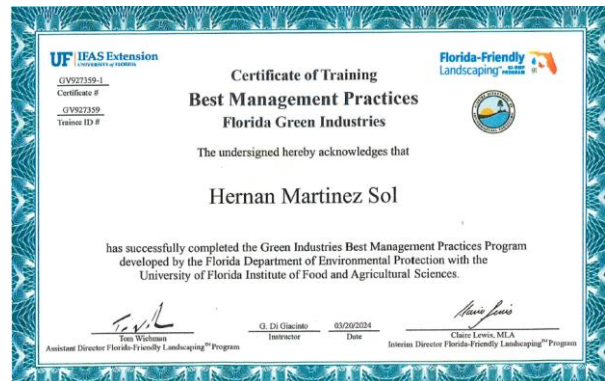 UF IFAS Extension
UNIVERSITY of FLORIDA
GV927359-1
Certificate #
GV927359
Trainee ID #
Florida-Friendly
Landscaping™
PROGRAM
Certificate of Training
Best Management Practices
Florida Green Industries
The undersigned hereby acknowledges that
Hernan Martinez Sol
has successfully completed the Green Industries Best Management Practices Program
developed by the Florida Department of Environmental Protection with the
University of Florida Institute of Food and Agricultural Sciences.
G. Di Giacinto
Instructor
03/20/2024
Date
Tom Wichman
Assistant Director Florida-Friendly Landscaping™ Program
Claire Lewis, MLA
Interim Director Florida-Friendly Landscaping™ Program